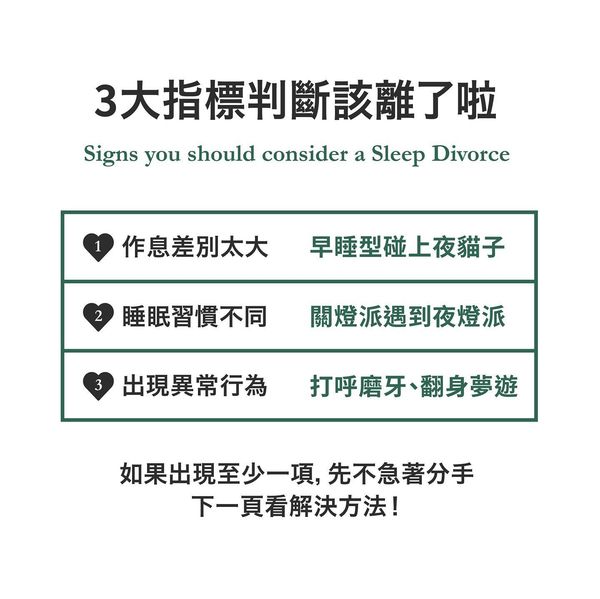 3大指標判斷該離了啦
Signs you should consider a Sleep Divorce
1 作息差別太大 早睡型碰上夜貓子
2 睡眠習慣不同 關燈派遇到夜燈派
3 出現異常行為 打呼磨牙、翻身夢遊
如果出現至少一項, 先不急著分手
下一頁看解決方法!